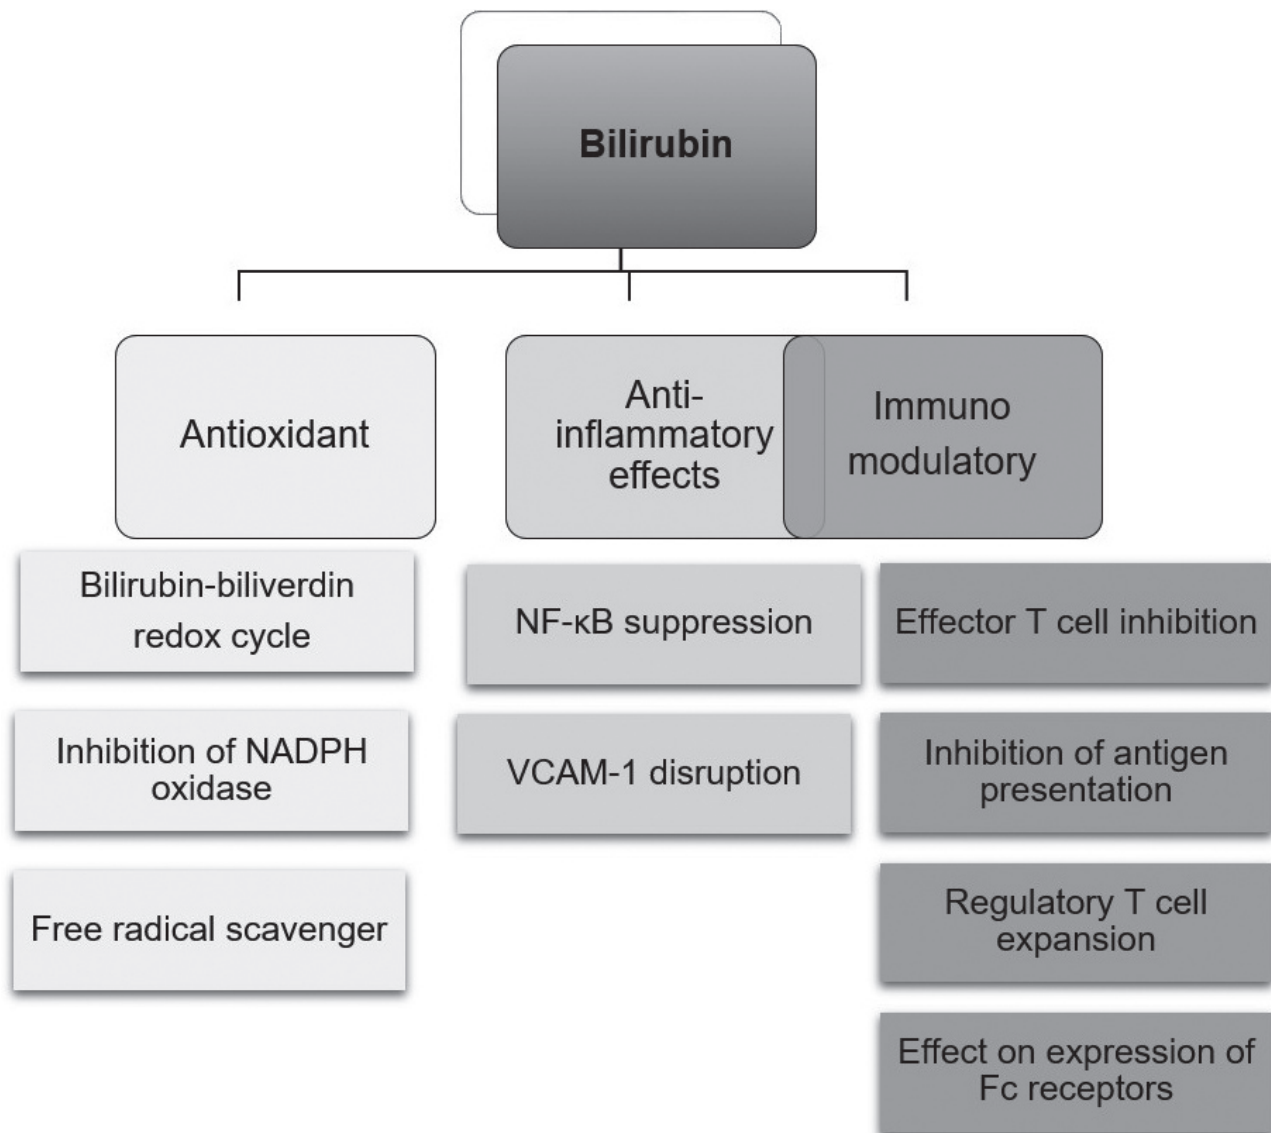 Bilirubin
Antioxidant
Anti-
inflammatory
effects
Immuno
modulatory
Bilirubin-biliverdin
redox cycle
Inhibition of NADPH
oxidase
Free radical scavenger
NF-κB suppression
VCAM-1 disruption
Effector T cell inhibition
Inhibition of antigen
presentation
Regulatory T cell
expansion
Effect on expression of
Fc receptors